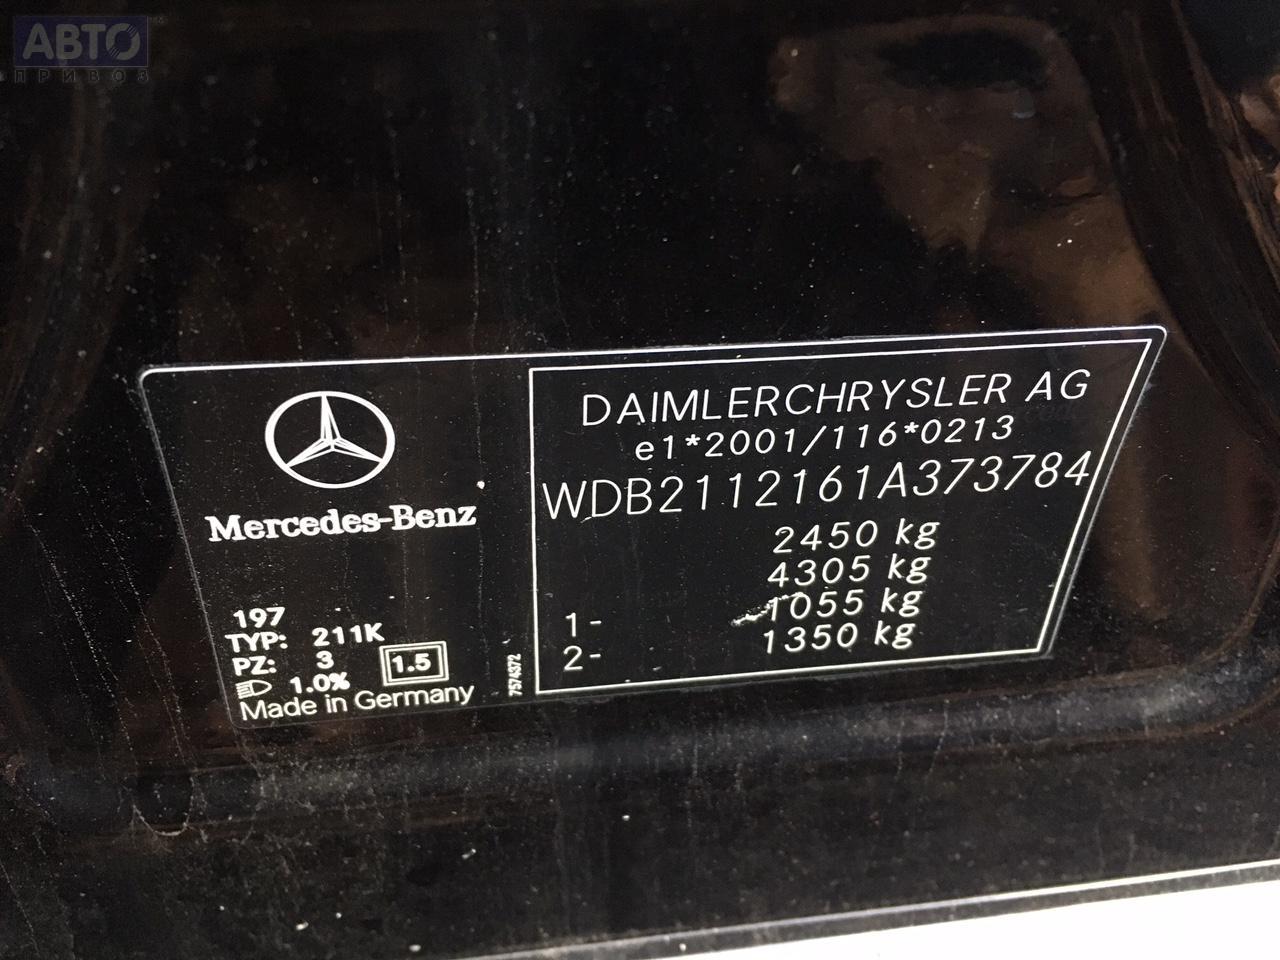 АВТО
ПРИВОЗ
Mercedes-Benz
197
TYP: 211K
PZ: 3
1.5
1.0%
Made in Germany
7574372
DAIMLERCHRYSLER AG
e1*2001/116*0213
WDB2112161A373784
2450 kg
4305 kg
1- 1055 kg
2- 1350 kg